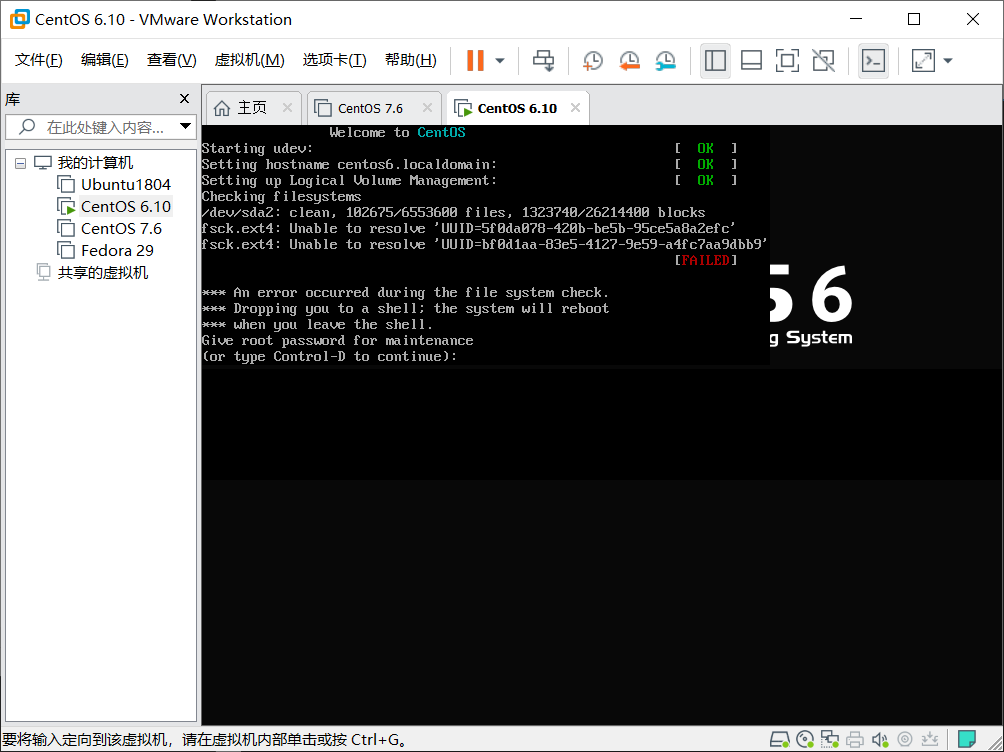 CentOS 6.10 - VMware Workstation
文件(F) 编辑(E) 查看(V) 虚拟机(M) 选项卡(T) 帮助(H)
库
在此处键入内容...
我的计算机
Ubuntu1804
CentOS 6.10
CentOS 7.6
Fedora 29
共享的虚拟机
主页 CentOS 7.6 CentOS 6.10
Welcome to CentOS
Starting udev: [ OK ]
Setting hostname centos6.localdomain: [ OK ]
Setting up Logical Volume Management: [ OK ]
Checking filesystems
/dev/sda2: clean, 102675/6553600 files, 1323740/26214400 blocks
fsck.ext4: Unable to resolve 'UUID=5f0da078-420b-be5b-95ce5a8a2efc'
fsck.ext4: Unable to resolve 'UUID=bf0d1aa-83e5-4127-9e59-a4fc7aa9dbb9'
[FAILED]
*** An error occurred during the file system check.
*** Dropping you to a shell; the system will reboot
*** when you leave the shell.
Give root password for maintenance
(or type Control-D to continue):
S 6
g System
要将输入定向到该虚拟机，请在虚拟机内部单击或按 Ctrl+G。